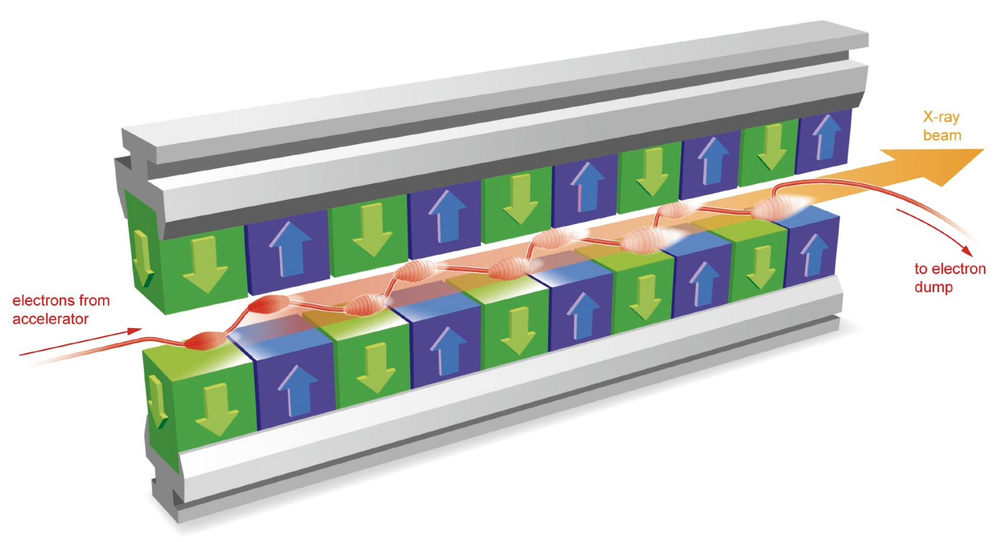 X-ray
beam
electrons from
accelerator
to electron
dump